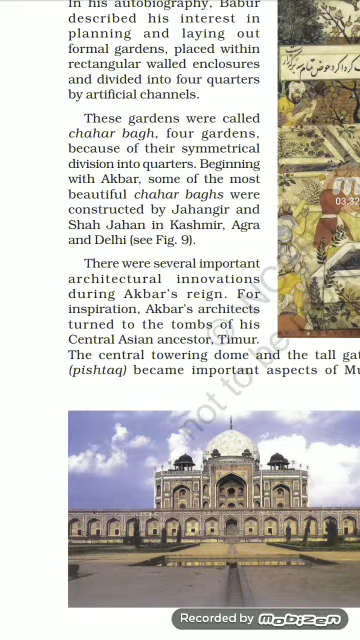 In his autobiography, Babur
described his interest in
planning and laying out
formal gardens, placed within
rectangular walled enclosures
and divided into four quarters
by artificial channels.
These gardens were called
chahar bagh, four gardens,
because of their symmetrical
division into quarters. Beginning
with Akbar, some of the most
beautiful chahar baghs were
constructed by Jahangir and
Shah Jahan in Kashmir, Agra
and Delhi (see Fig. 9).
There were several important
architectural innovations
during Akbar's reign. For
inspiration, Akbar's architects
turned to the tombs of his
Central Asian ancestor, Timur.
The central towering dome and the tall gat
(pishtaq) became important aspects of Mu
03:32
not to be
Recorded by mobizen